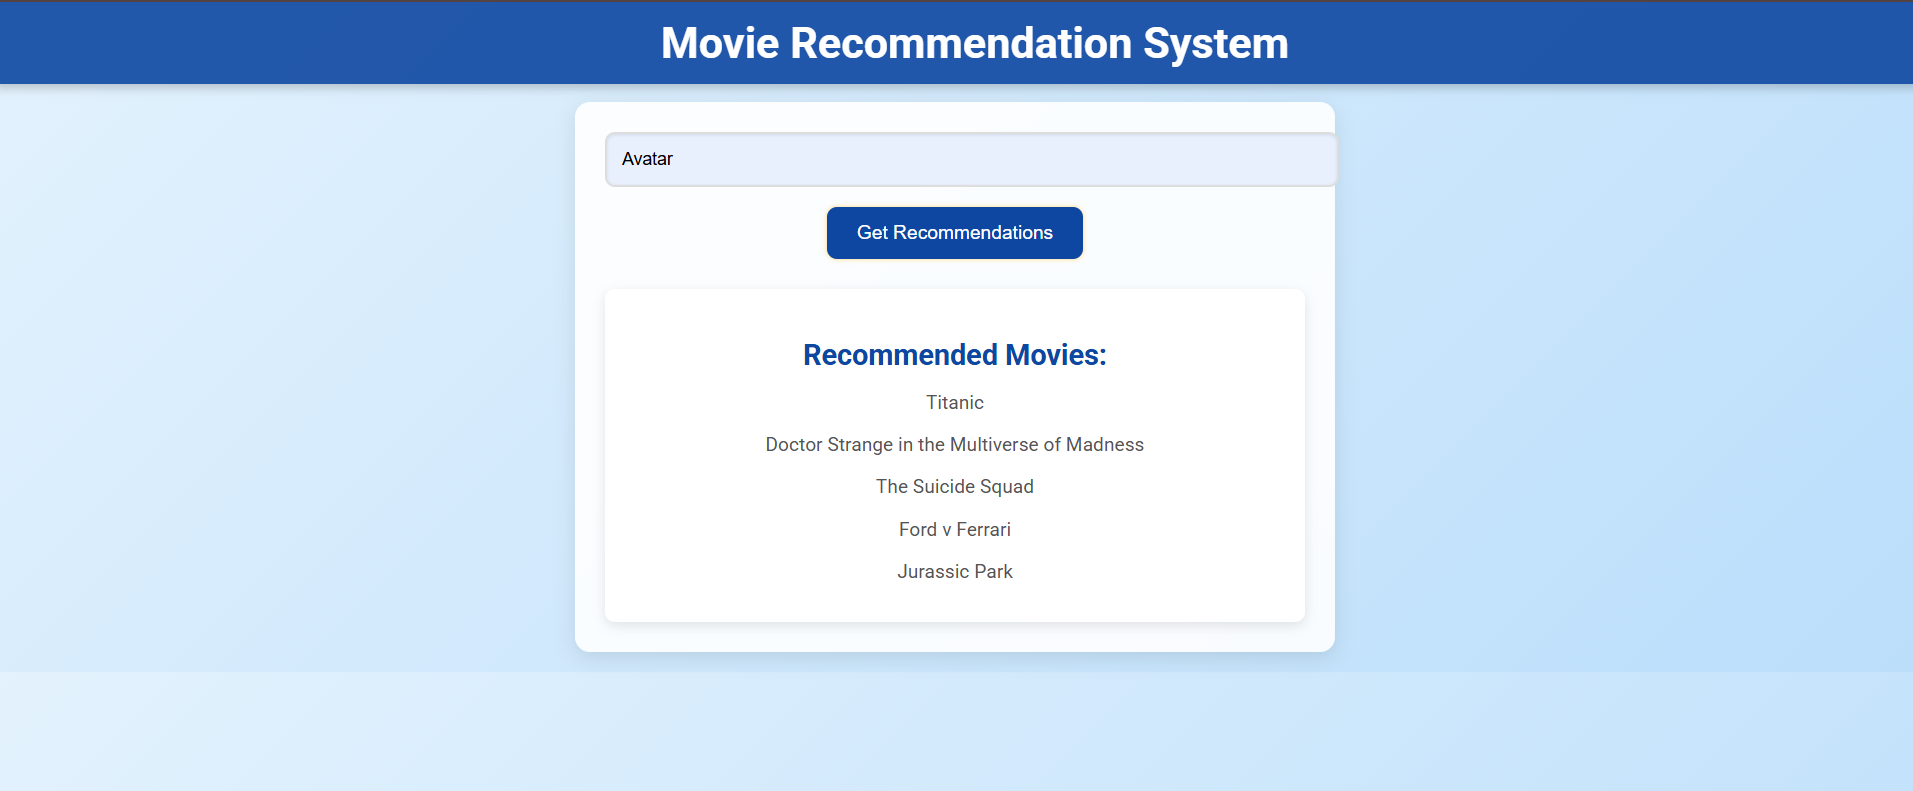 Movie Recommendation System
Avatar
Get Recommendations
Recommended Movies:
Titanic
Doctor Strange in the Multiverse of Madness
The Suicide Squad
Ford v Ferrari
Jurassic Park